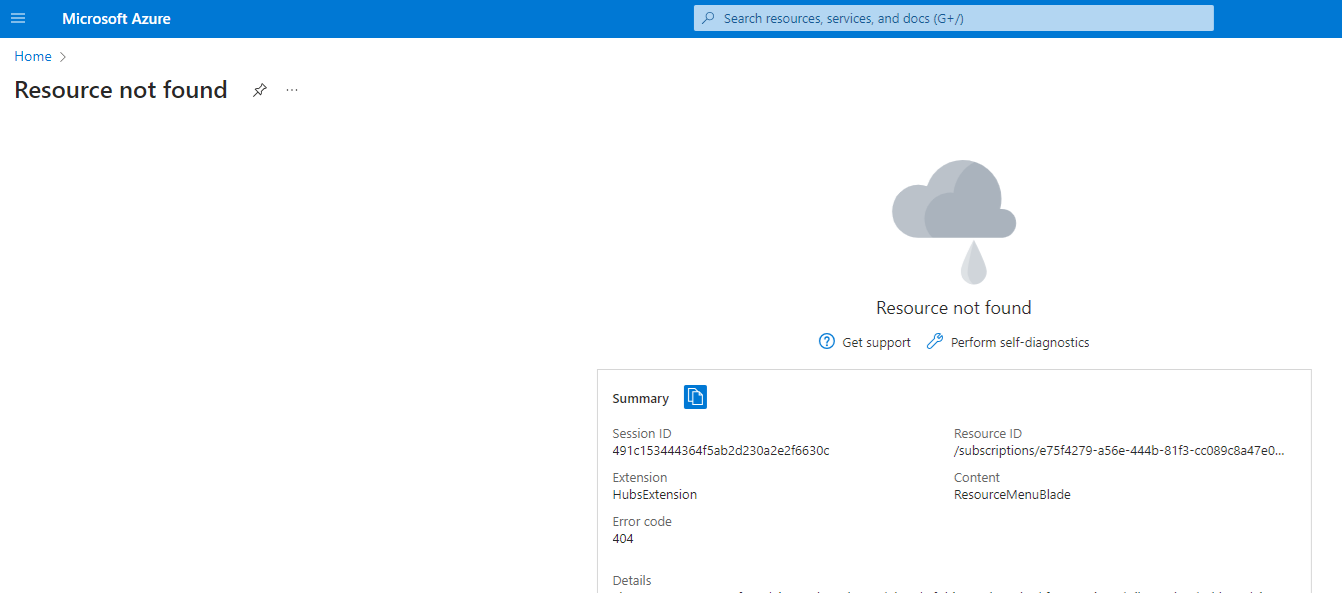 Microsoft Azure
Search resources, services, and docs (G+/)
Home
Resource not found
Resource not found
Get support
Perform self-diagnostics
Summary
Session ID
491c153444364f5ab2d230a2e2f6630c
Resource ID
/subscriptions/e75f4279-a56e-444b-81f3-cc089c8a47e0...
Extension
HubsExtension
Content
ResourceMenuBlade
Error code
404
Details